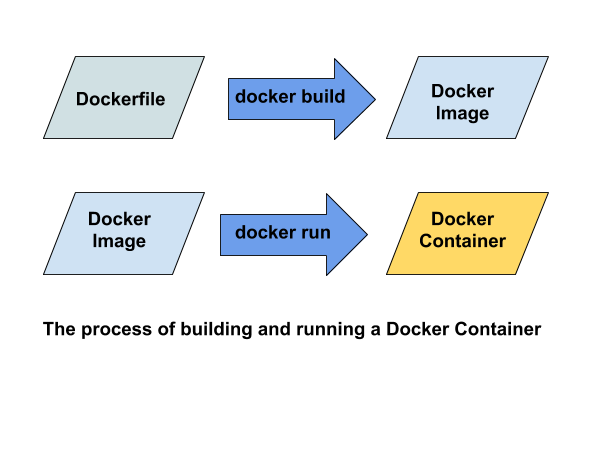 Dockerfile
docker build
Docker
Image
Docker
Image
docker run
Docker
Container
The process of building and running a Docker Container